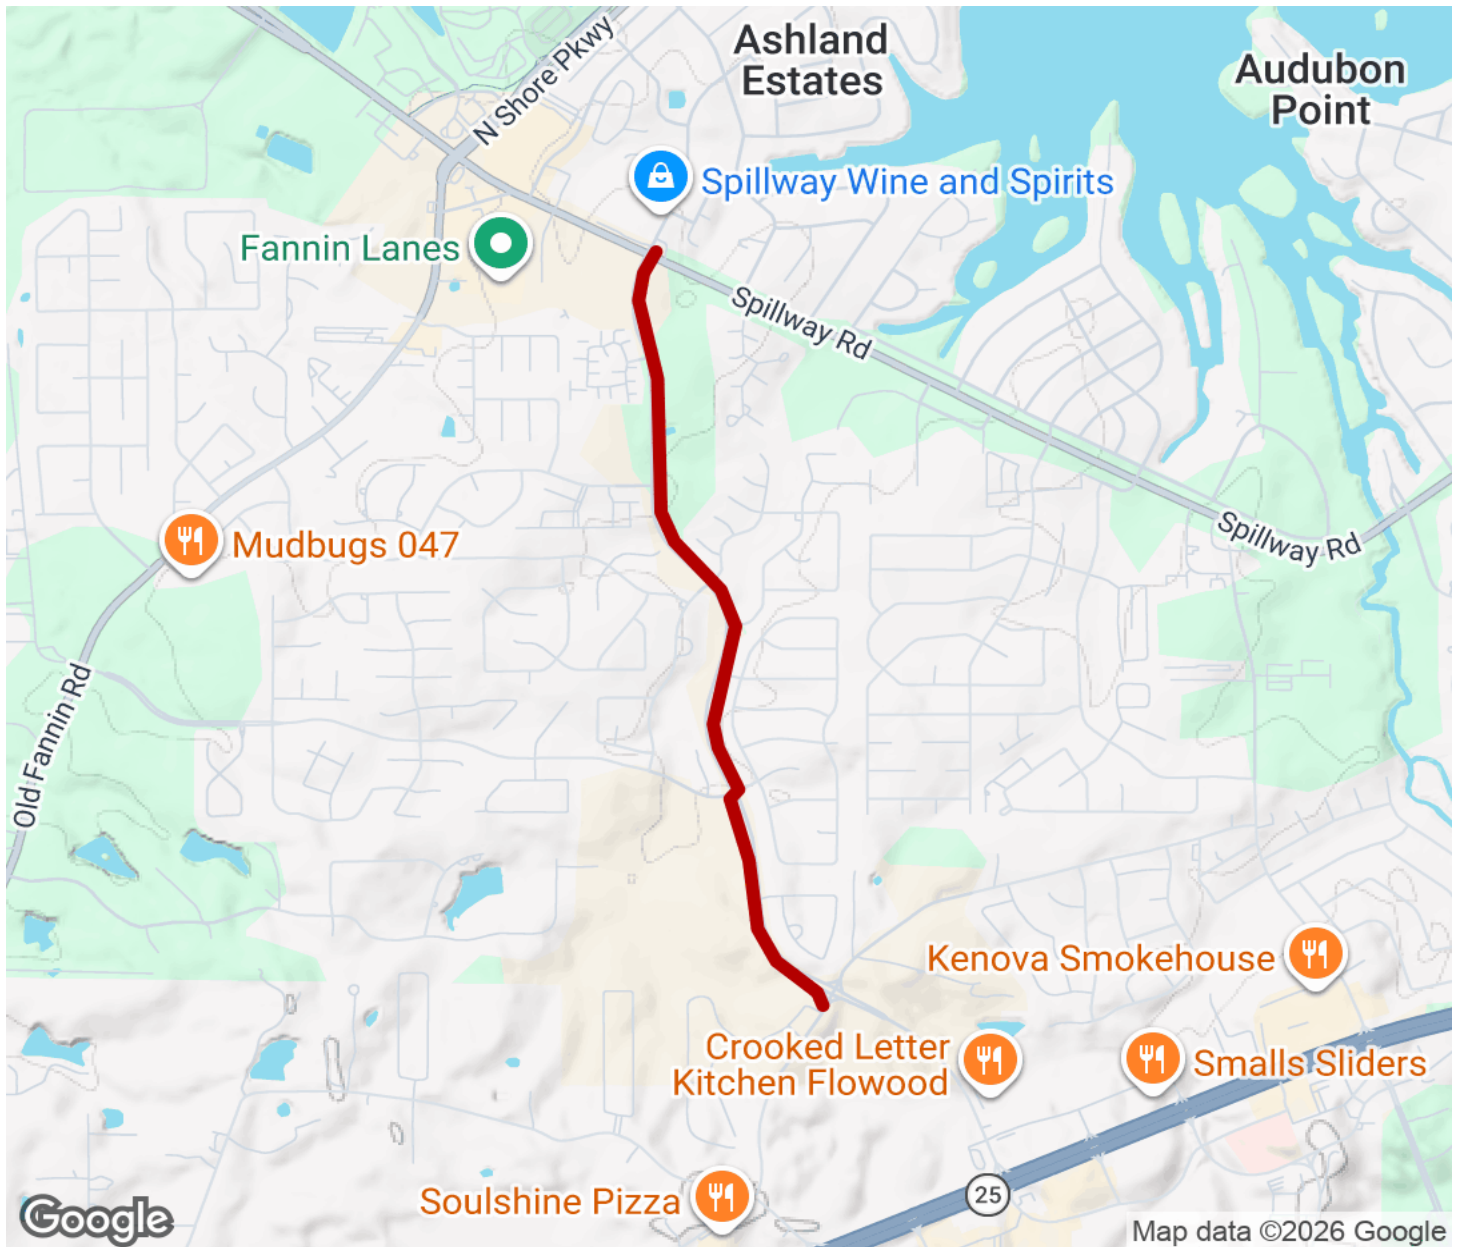 Ashland
Estates
Audubon
Point
N Shore Pkwy
Spillway Wine and Spirits
Fannin Lanes
Spillway Rd
Spillway Rd
Mudbugs 047
Old Fannin Rd
Kenova Smokehouse
Crooked Letter
Kitchen Flowood
Smalls Sliders
25
Soulshine Pizza
Google
Map data ©2026 Google